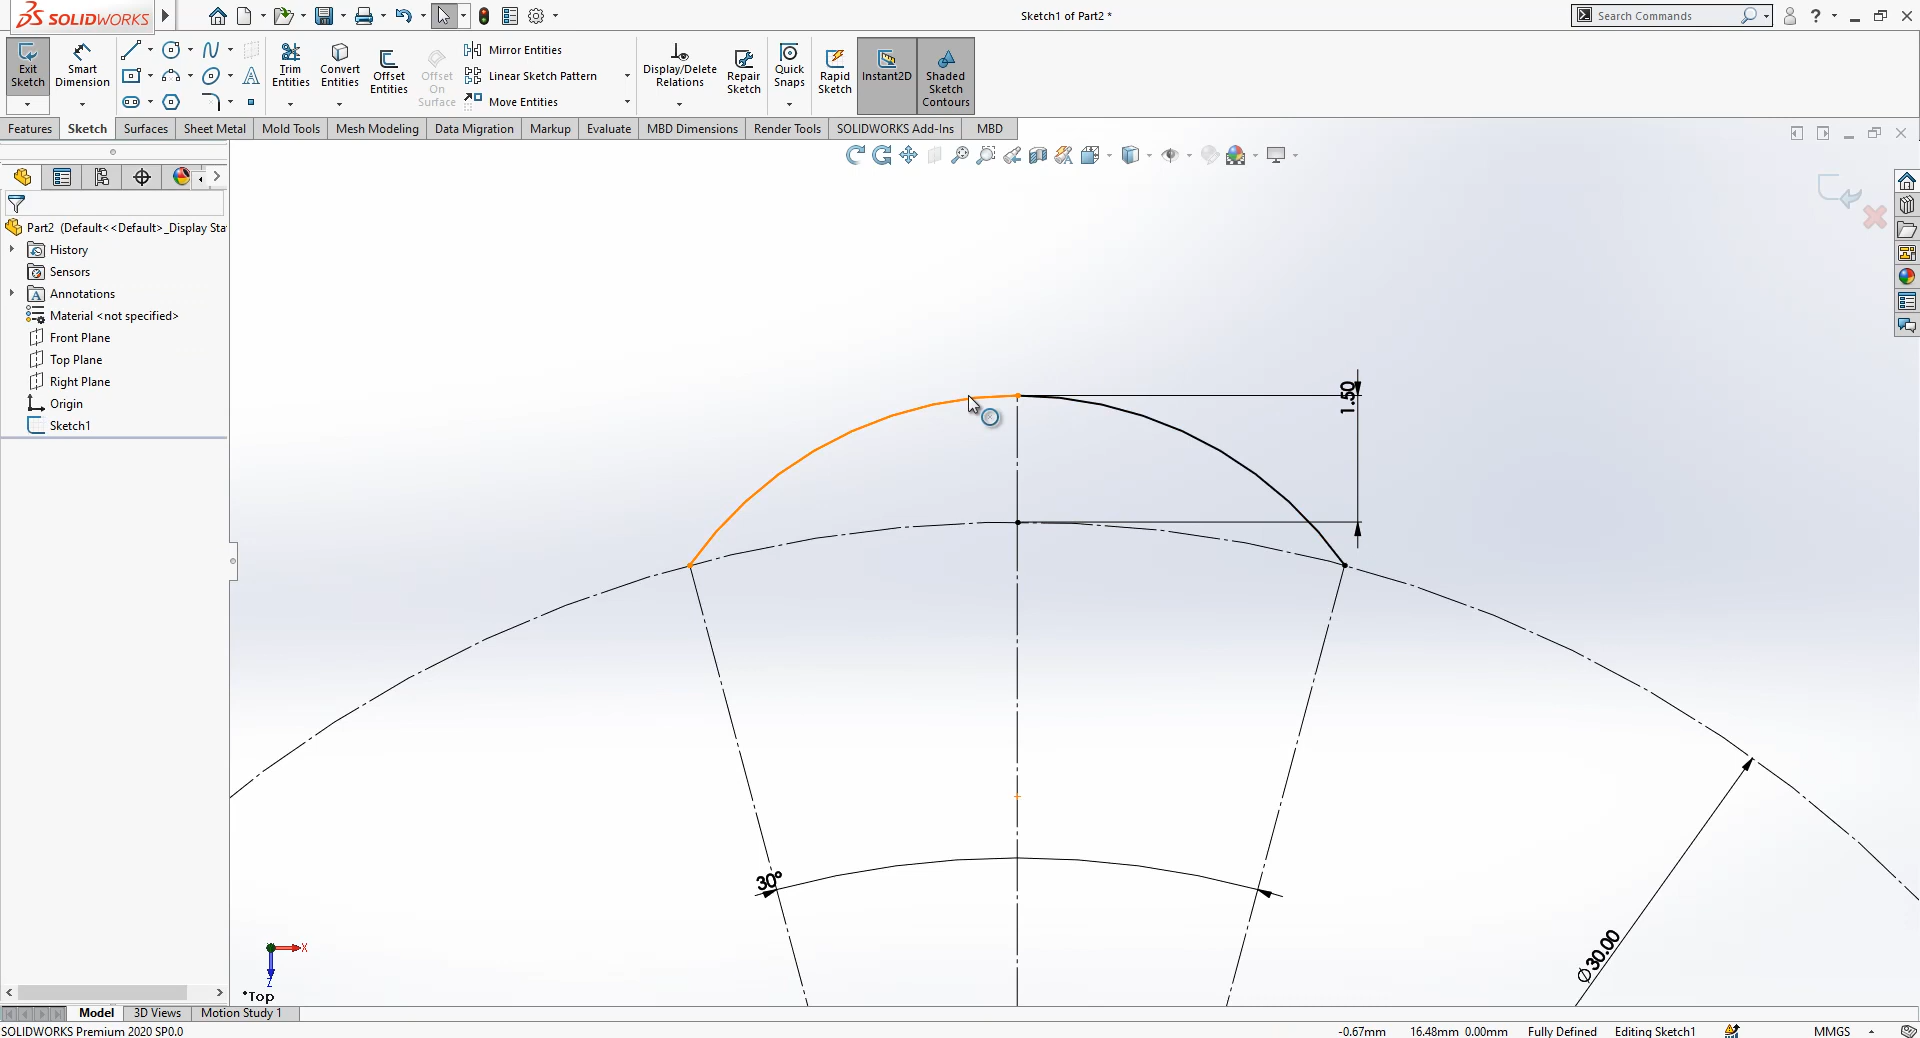 SOLIDWORKS
Sketch1 of Part2 *
Search Commands
?
Exit Sketch
Smart Dimension
Trim Entities
Convert Entities
Offset Entities
Offset On Surface
Mirror Entities
Linear Sketch Pattern
Move Entities
Display/Delete Relations
Repair Sketch
Quick Snaps
Rapid Sketch
Instant2D
Shaded Sketch Contours
Features
Sketch
Surfaces
Sheet Metal
Mold Tools
Mesh Modeling
Data Migration
Markup
Evaluate
MBD Dimensions
Render Tools
SOLIDWORKS Add-Ins
MBD
Part2 (Default<<Default>_Display Sta
History
Sensors
Annotations
Material <not specified>
Front Plane
Top Plane
Right Plane
Origin
Sketch1
1.50
30°
∅30.00
X
Z
*Top
Model
3D Views
Motion Study 1
SOLIDWORKS Premium 2020 SP0.0
-0.67mm
16.48mm 0.00mm
Fully Defined
Editing Sketch1
MMGS